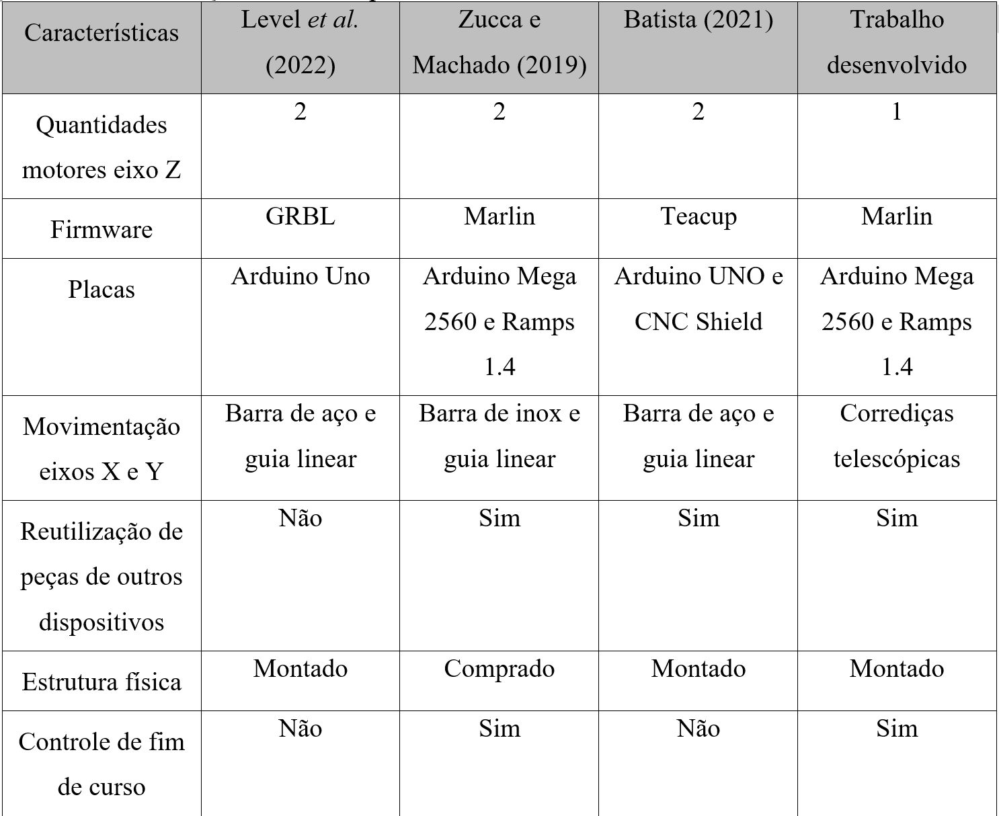 Características
Level et al.
(2022)
Zucca e
Machado (2019)
Batista (2021)
Trabalho
desenvolvido
Quantidades
motores eixo Z
2
2
2
1
Firmware
GRBL
Marlin
Teacup
Marlin
Placas
Arduino Uno
Arduino Mega
2560 e Ramps
1.4
Arduino UNO e
CNC Shield
Arduino Mega
2560 e Ramps
1.4
Movimentação
eixos X e Y
Barra de aço e
guia linear
Barra de inox e
guia linear
Barra de aço e
guia linear
Corrediças
telescópicas
Reutilização de
peças de outros
dispositivos
Não
Sim
Sim
Sim
Estrutura física
Montado
Comprado
Montado
Montado
Controle de fim
de curso
Não
Sim
Não
Sim